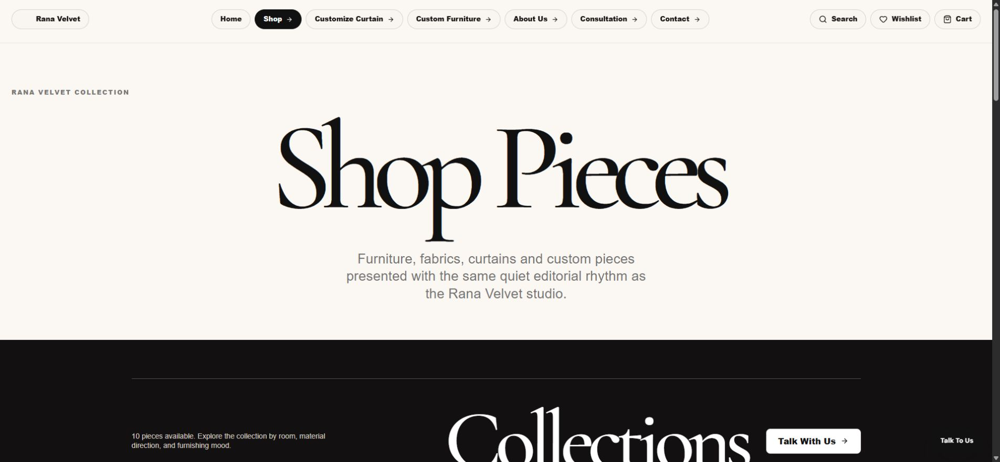 Rana Velvet
Home
Shop →
Customize Curtain →
Custom Furniture →
About Us →
Consultation →
Contact →
Search
Wishlist
Cart
RANA VELVET COLLECTION
Shop Pieces
Furniture, fabrics, curtains and custom pieces
presented with the same quiet editorial rhythm as
the Rana Velvet studio.
10 pieces available. Explore the collection by room, material
direction, and furnishing mood.
Collections
Talk With Us →
Talk To Us